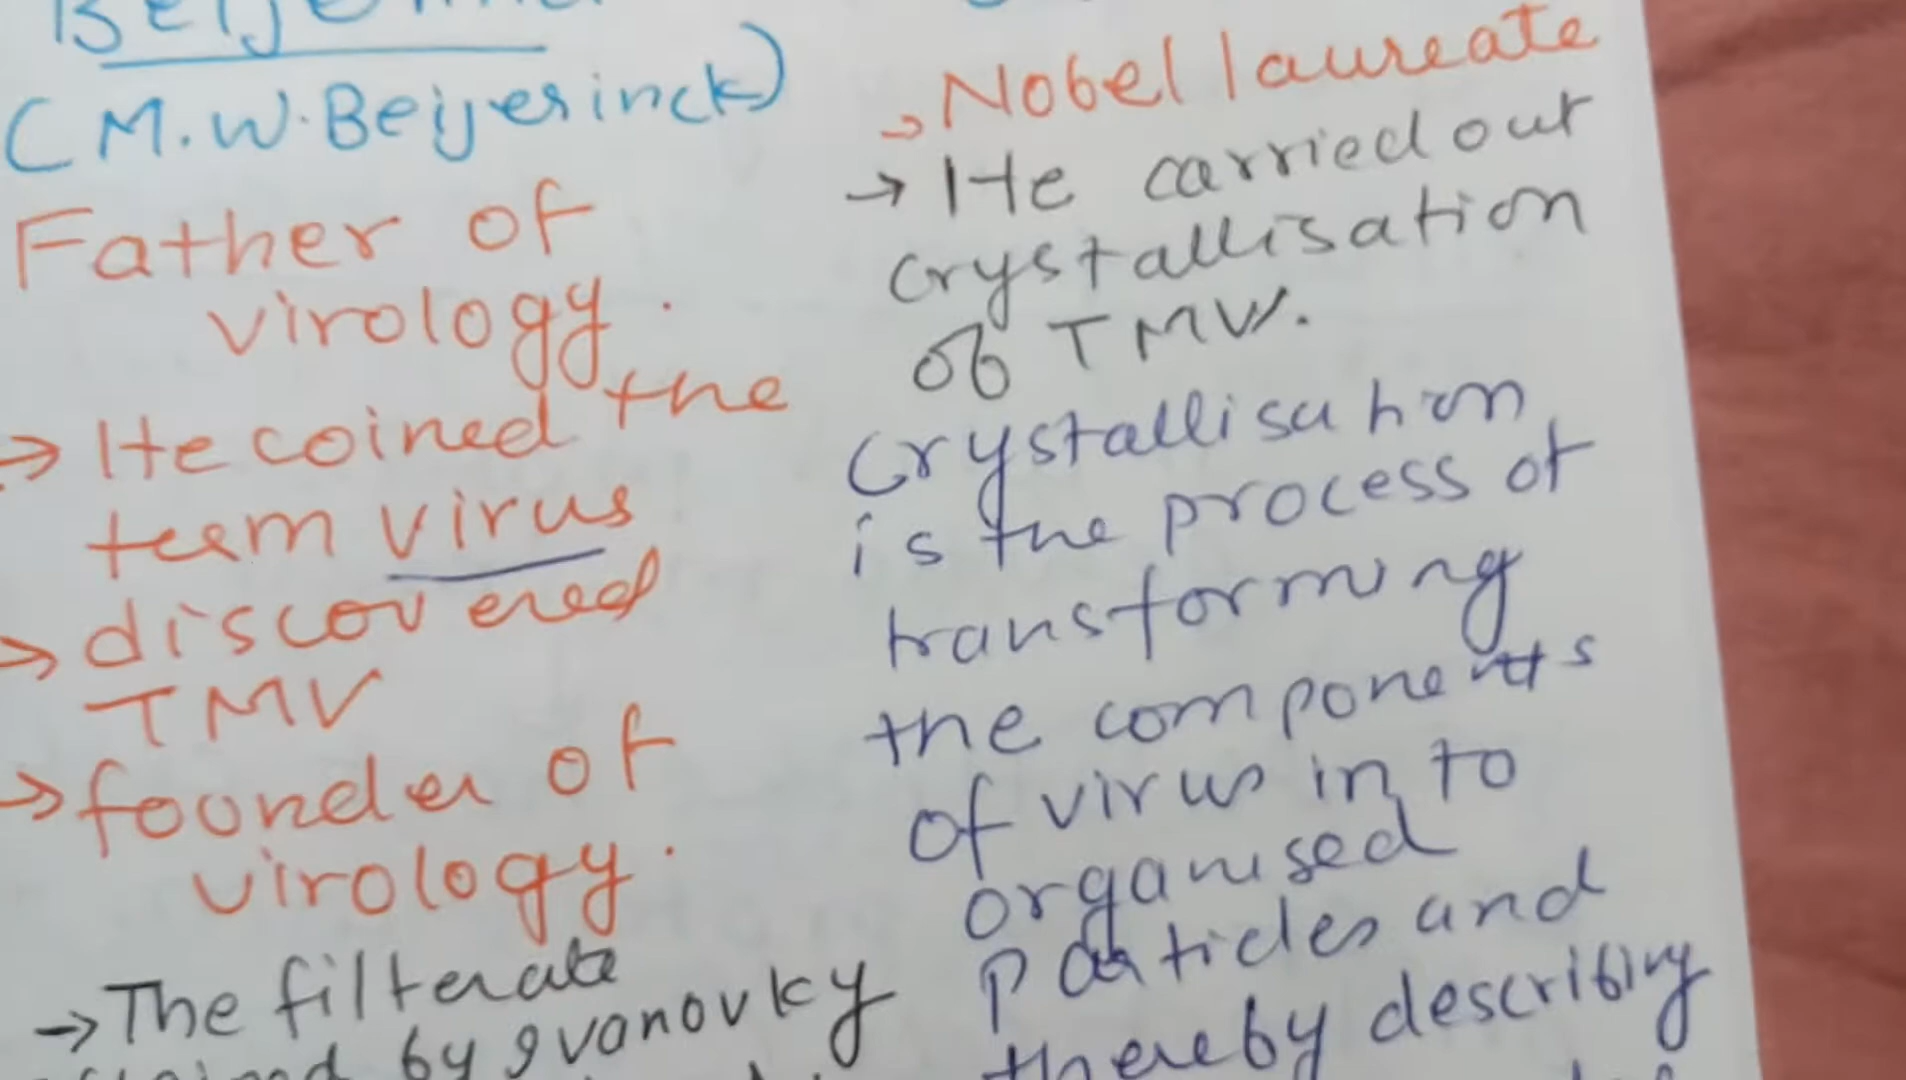 (M.W. Beijerinck)
Father of
virology.
→ He coined the
term virus
→ discovered
TMV
→ founder of
virology.
→ The filterate
by Ivanovky
→ Nobel laureate
→ He carried out
crystallisation
of TMV.
Crystallisation
is the process of
transforming
the components
of virus in to
organised
particles and
thereby describing